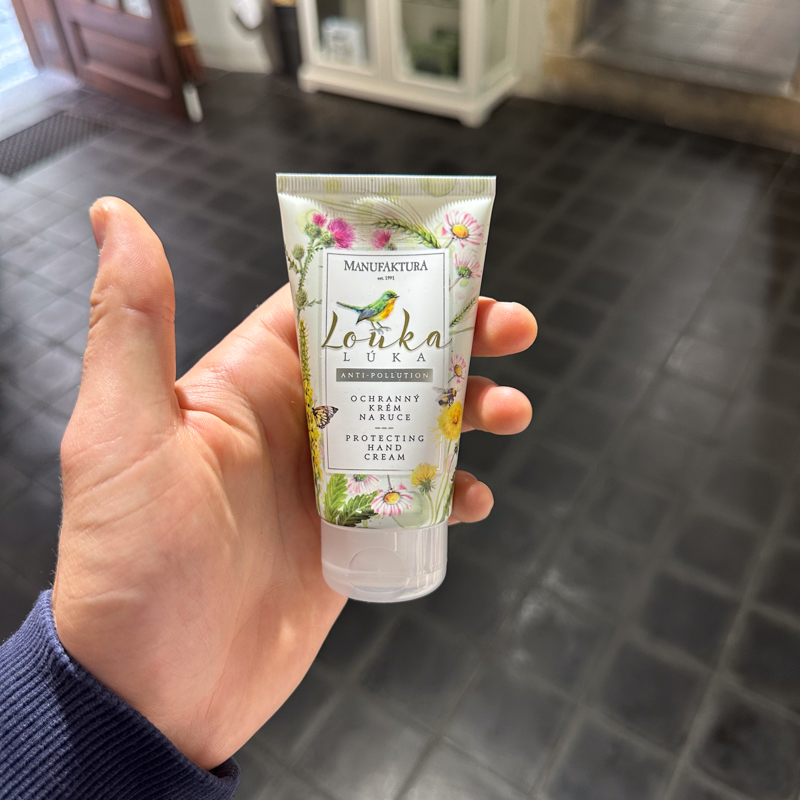 MANUFAKTURA
est. 1991
Louka
LÚKA
ANTI-POLLUTION
OCHRANNÝ
KRÉM
NA RUCE
PROTECTING
HAND
CREAM